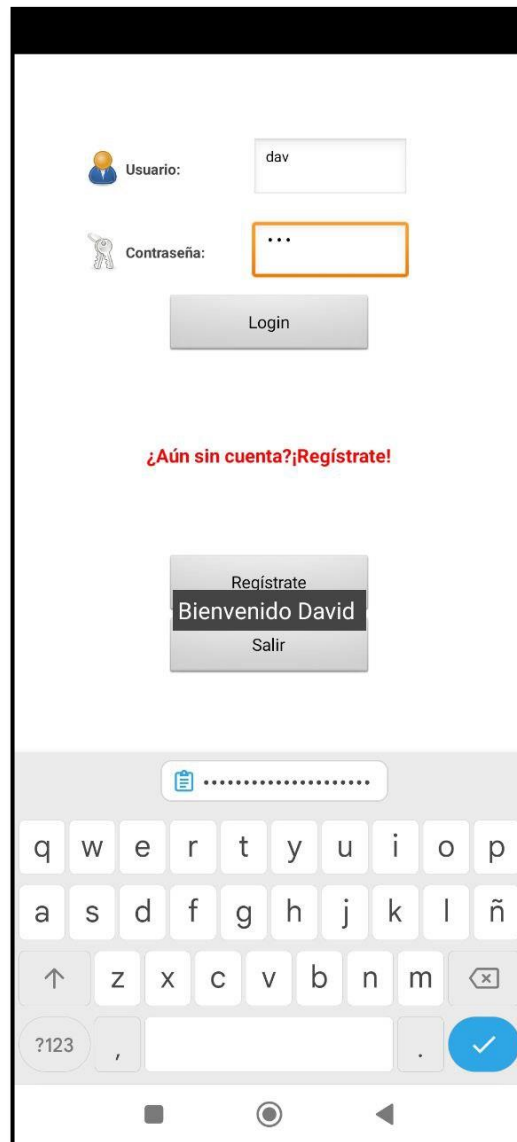 Usuario:
dav
Contraseña:
•••
Login
¿Aún sin cuenta?¡Regístrate!
Regístrate
Bienvenido David
Salir
•••••••••••••••••••••
q w e r t y u i o p
a s d f g h j k l ñ
z x c v b n m
?123 , .